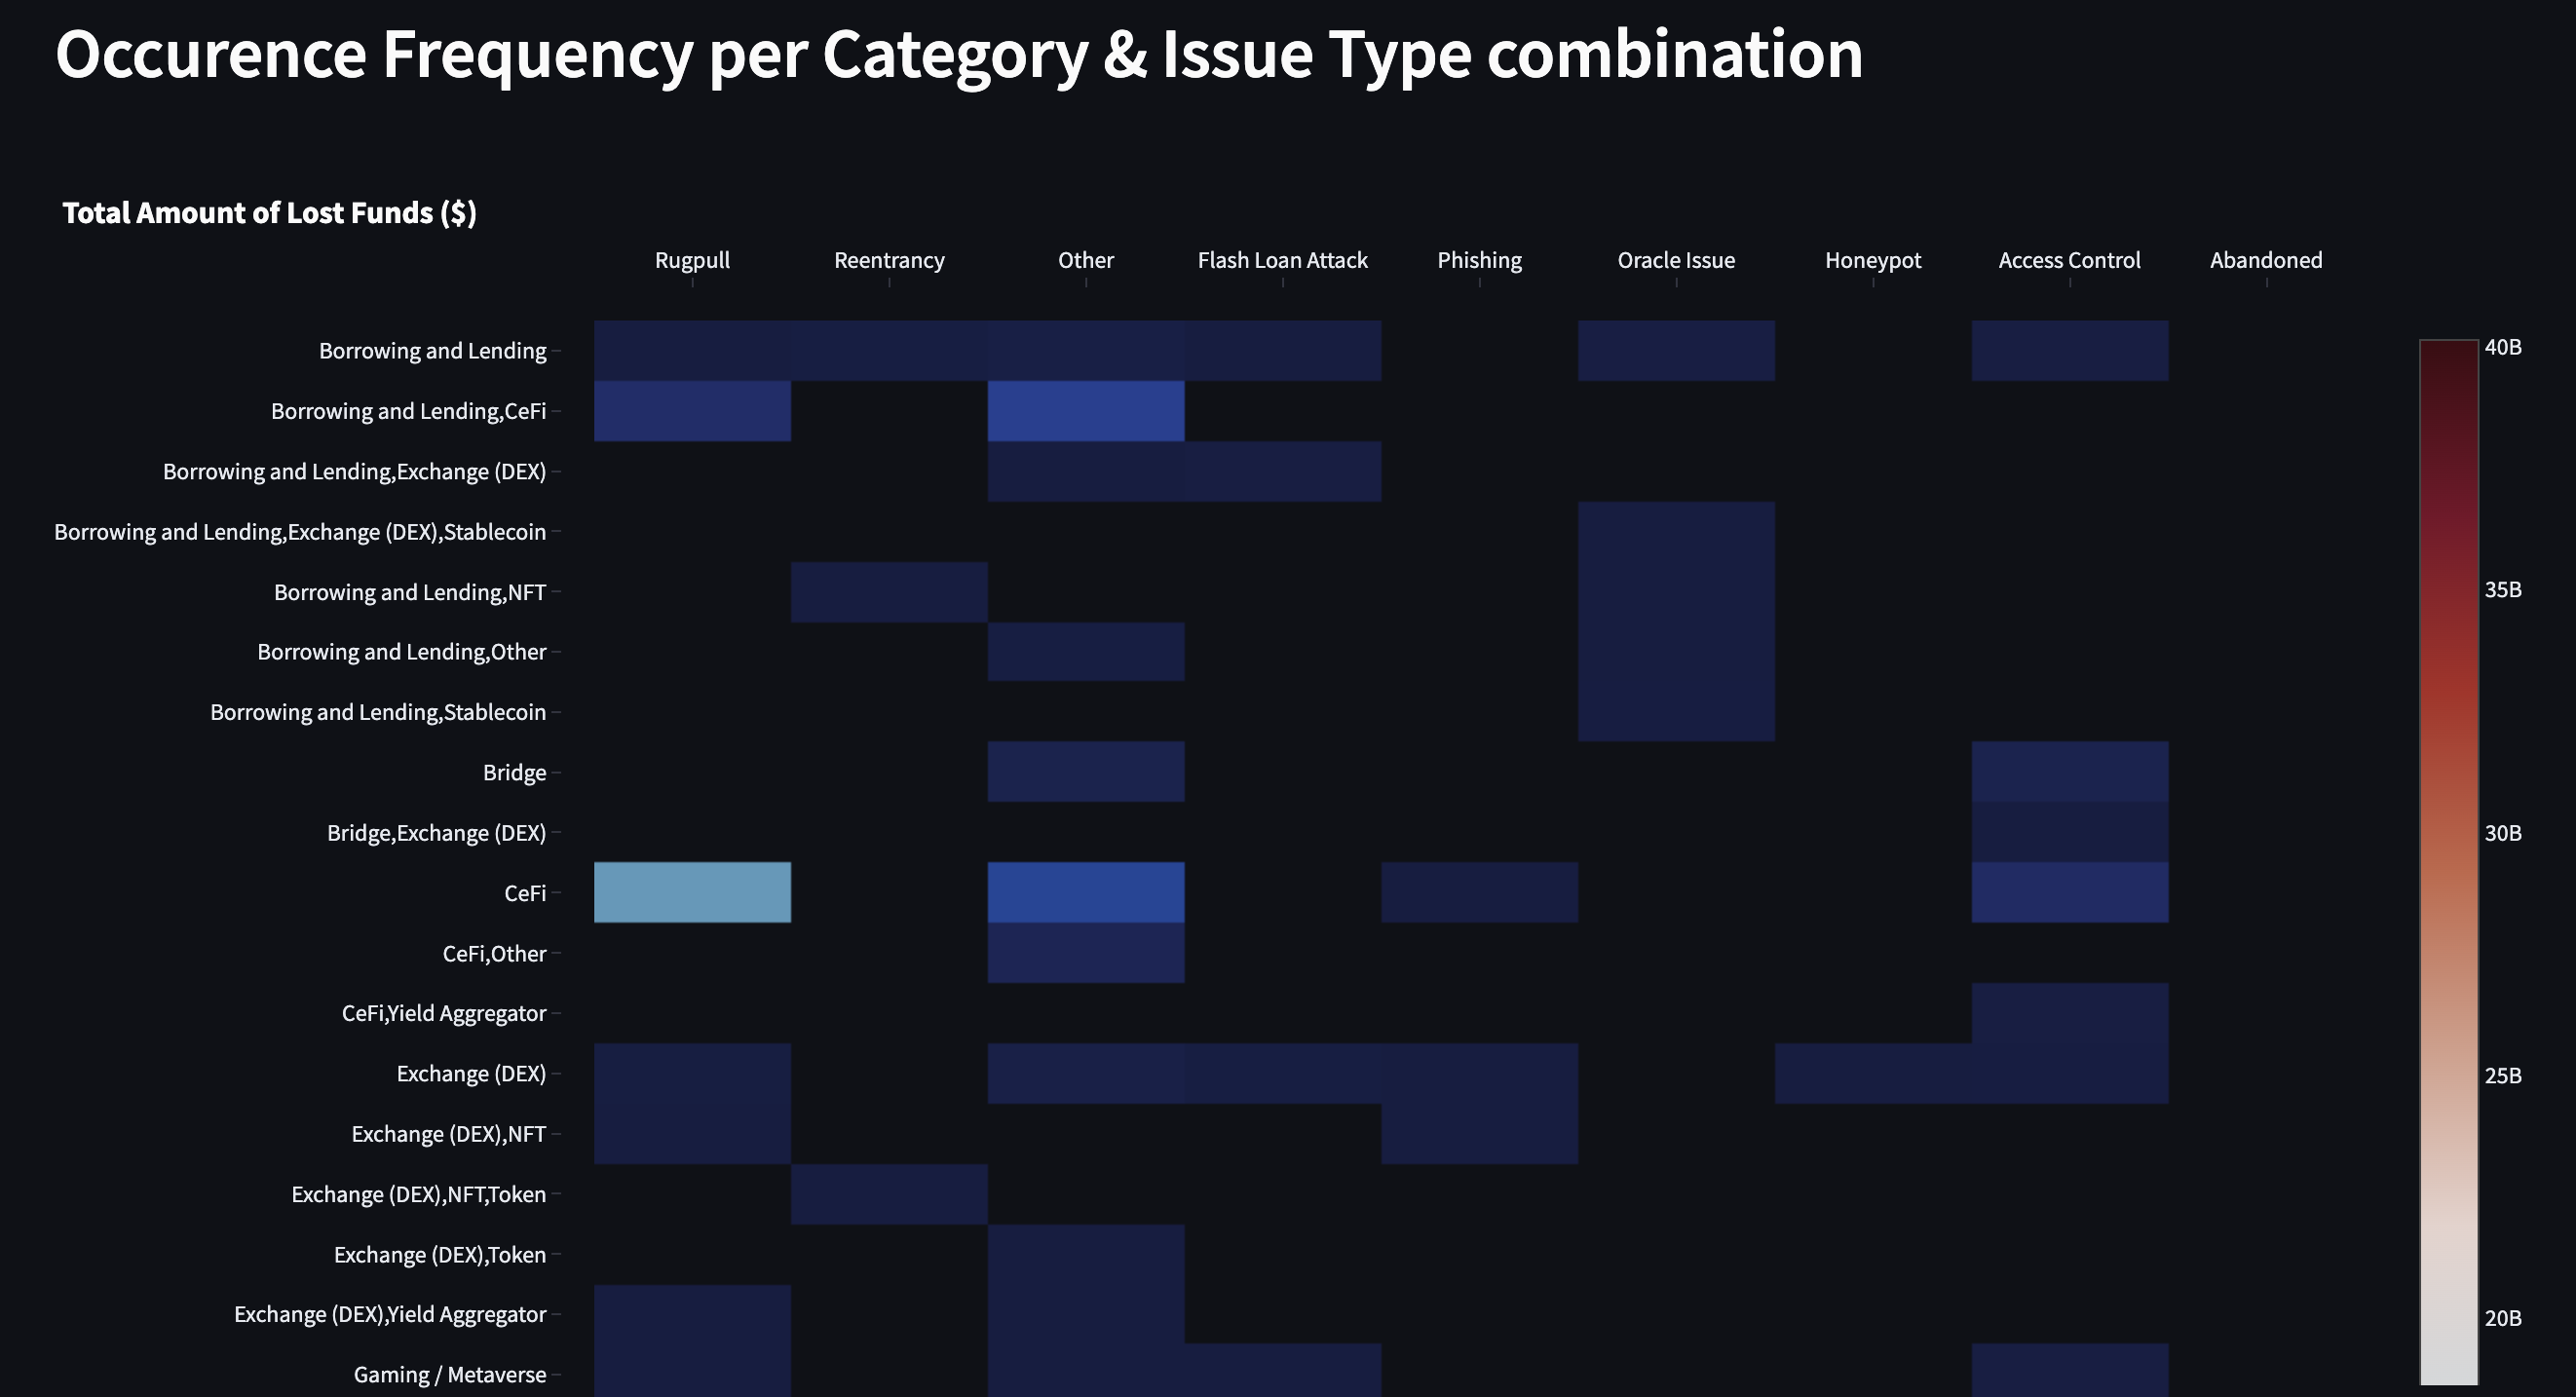 Occurence Frequency per Category & Issue Type combination
Total Amount of Lost Funds ($)
Rugpull Reentrancy Other Flash Loan Attack Phishing Oracle Issue Honeypot Access Control Abandoned
Borrowing and Lending
Borrowing and Lending,CeFi
Borrowing and Lending,Exchange (DEX)
Borrowing and Lending,Exchange (DEX),Stablecoin
Borrowing and Lending,NFT
Borrowing and Lending,Other
Borrowing and Lending,Stablecoin
Bridge
Bridge,Exchange (DEX)
CeFi
CeFi,Other
CeFi,Yield Aggregator
Exchange (DEX)
Exchange (DEX),NFT
Exchange (DEX),NFT,Token
Exchange (DEX),Token
Exchange (DEX),Yield Aggregator
Gaming / Metaverse
40B
35B
30B
25B
20B